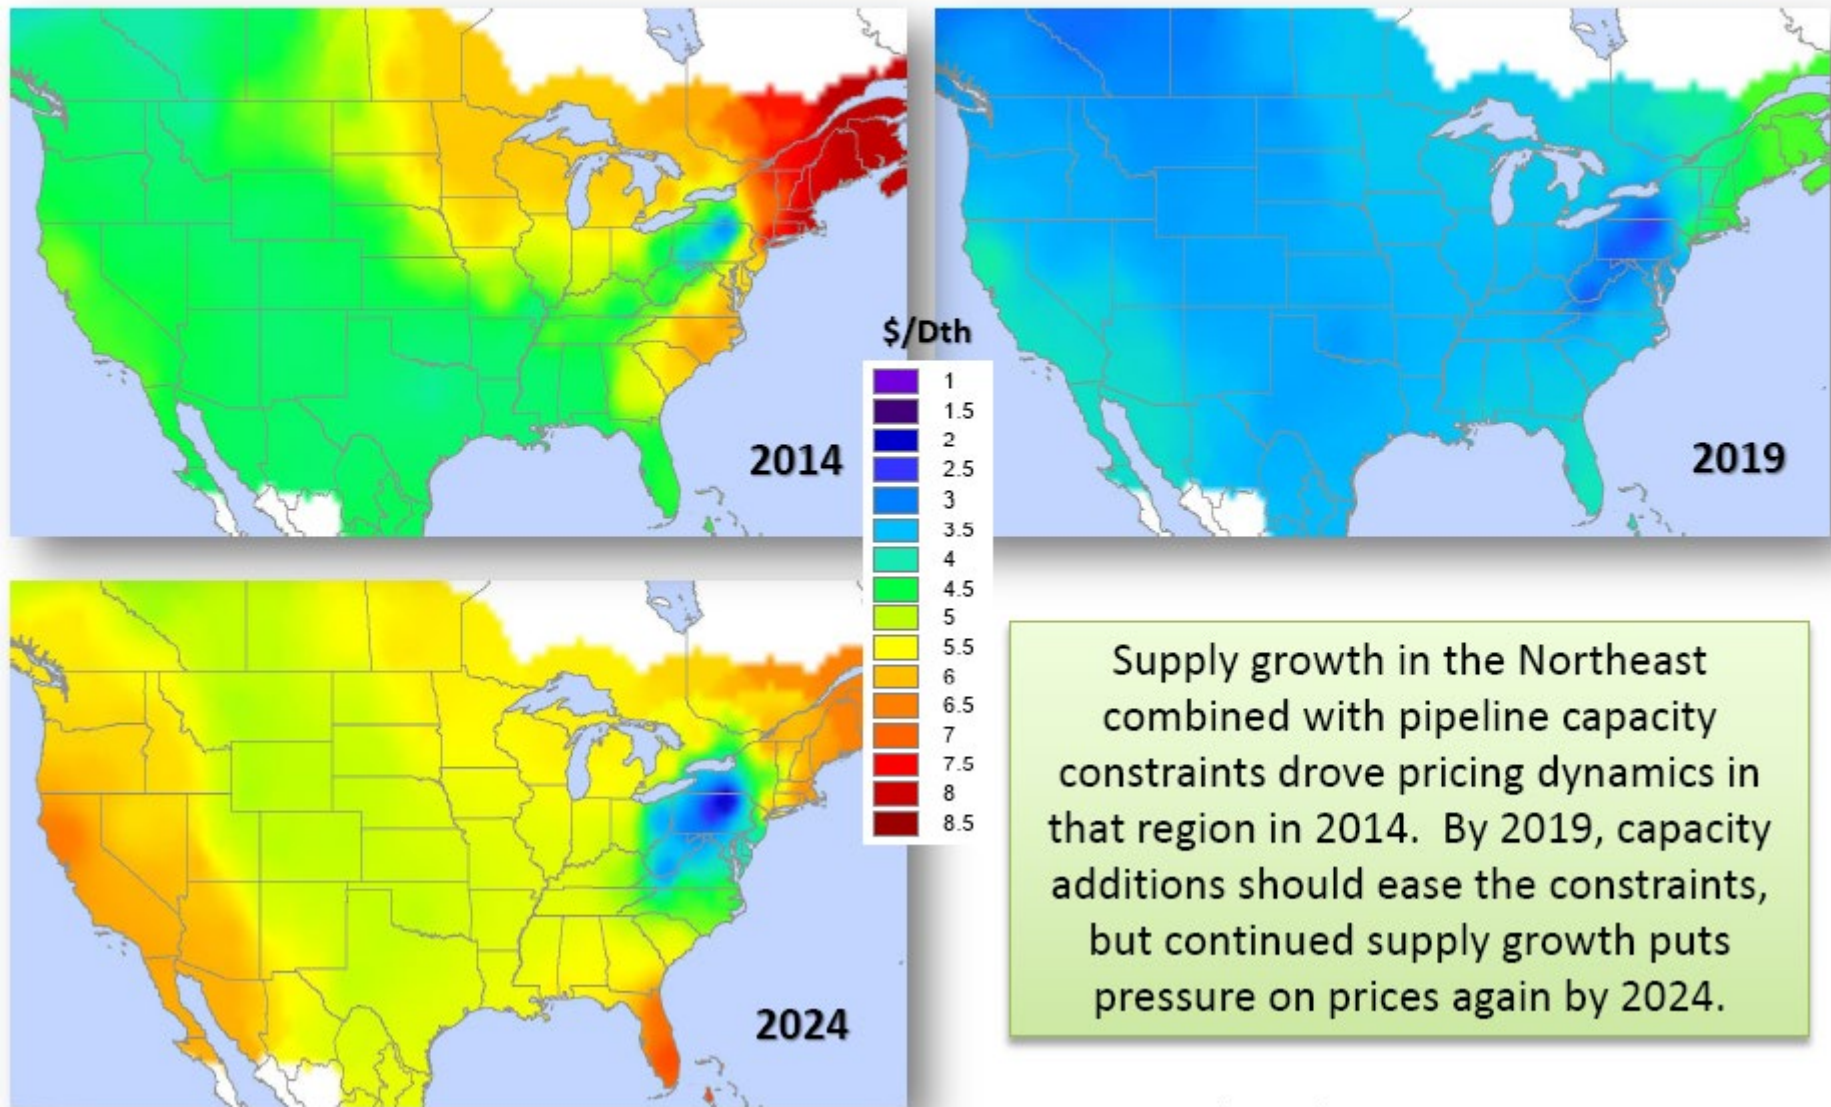 2014
$/Dth
1
1.5
2
2.5
3
3.5
4
4.5
5
5.5
6
6.5
7
7.5
8
8.5
2019
2024
Supply growth in the Northeast
combined with pipeline capacity
constraints drove pricing dynamics in
that region in 2014.  By 2019, capacity
additions should ease the constraints,
but continued supply growth puts
pressure on prices again by 2024.